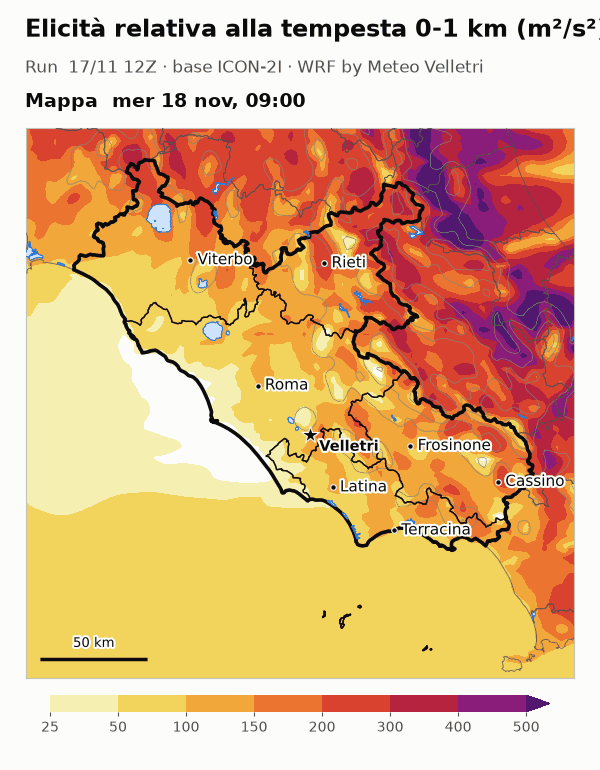 Elicità relativa alla tempesta 0-1 km (m²/s²)
Run 17/11 12Z · base ICON-2I · WRF by Meteo Velletri
Mappa mer 18 nov, 09:00
Viterbo
Rieti
Roma
Velletri
Frosinone
Cassino
Latina
Terracina
50 km
25 50 100 150 200 300 400 500